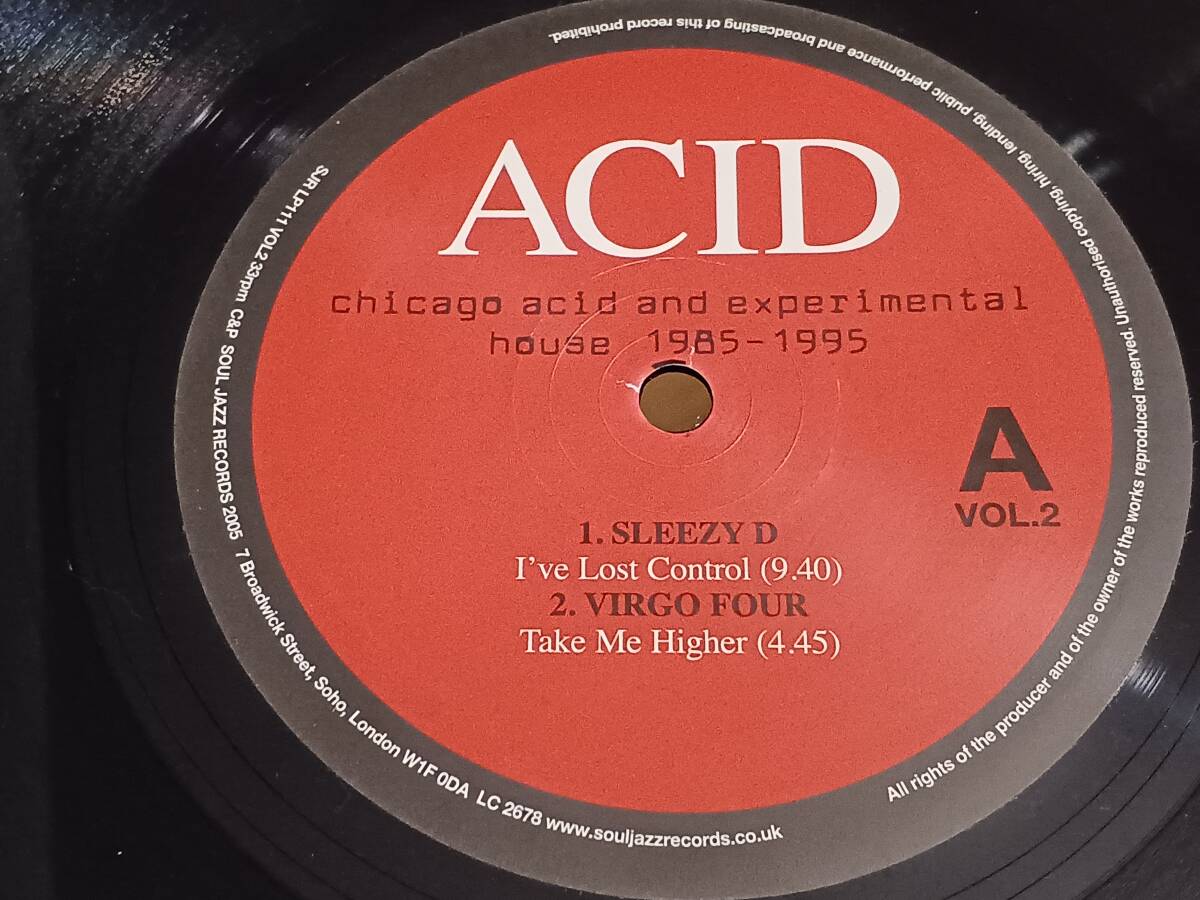 ACID
chicago acid and experimental
house 1985-1995
A
VOL.2
1. SLEEZY D
I've Lost Control (9.40)
2. VIRGO FOUR
Take Me Higher (4.45)
SJR LP111 VOL2 33rpm C&P SOUL JAZZ RECORDS 2005 7 Broadwick Street, Soho, London W1F 0DA LC 2678 www.souljazzrecords.co.uk
All rights of the producer and of the owner of the works reproduced reserved. Unauthorised copying, hiring, lending, public performance and broadcasting of this record prohibited.